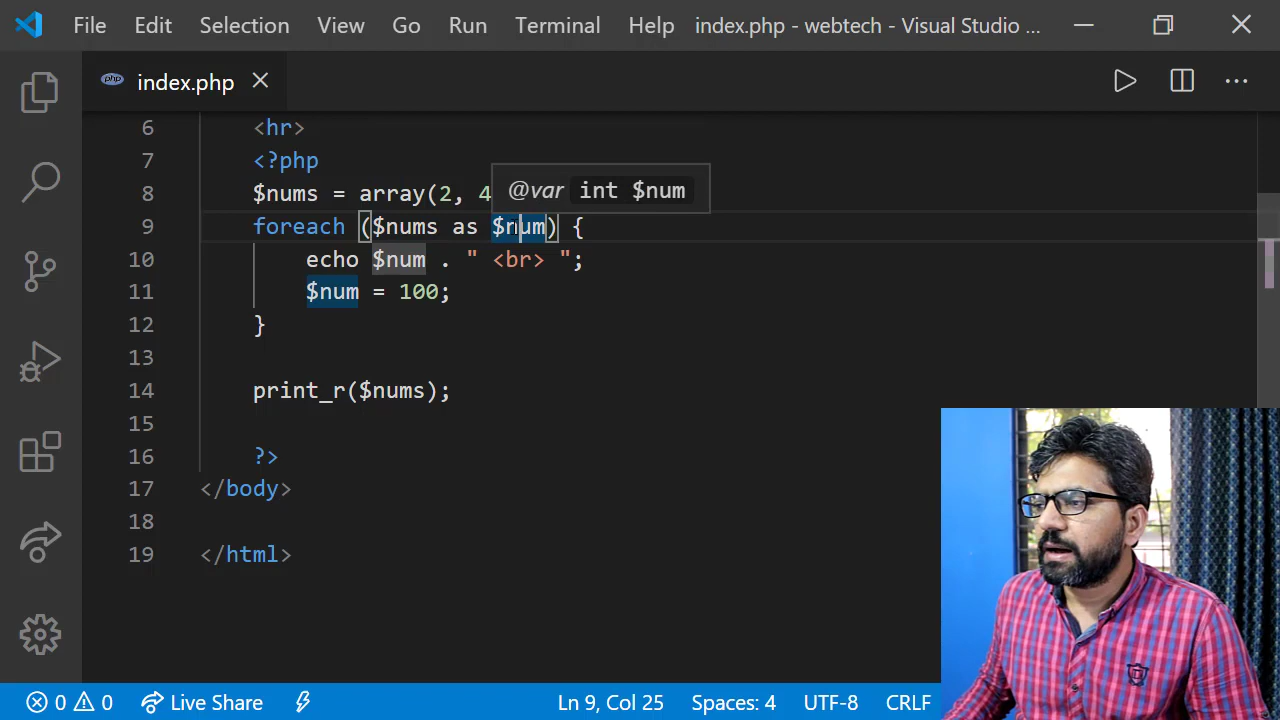 File Edit Selection View Go Run Terminal Help index.php - webtech - Visual Studio ...
php index.php
6 <hr>
7 <?php
@var int $num
8 $nums = array(2, 4
9 foreach ($nums as $num) {
10 echo $num . " <br> ";
11 $num = 100;
12 }
13
14 print_r($nums);
15
16 ?>
17 </body>
18
19 </html>
0 0 Live Share Ln 9, Col 25 Spaces: 4 UTF-8 CRLF